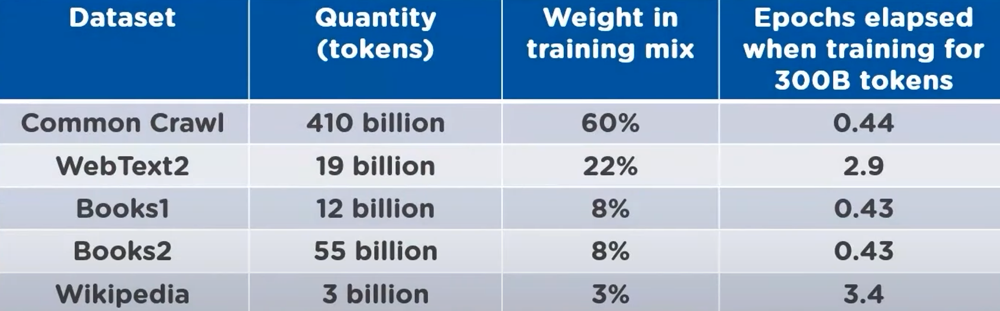 Dataset
Quantity
(tokens)
Weight in
training mix
Epochs elapsed
when training for
300B tokens
Common Crawl 410 billion 60% 0.44
WebText2 19 billion 22% 2.9
Books1 12 billion 8% 0.43
Books2 55 billion 8% 0.43
Wikipedia 3 billion 3% 3.4